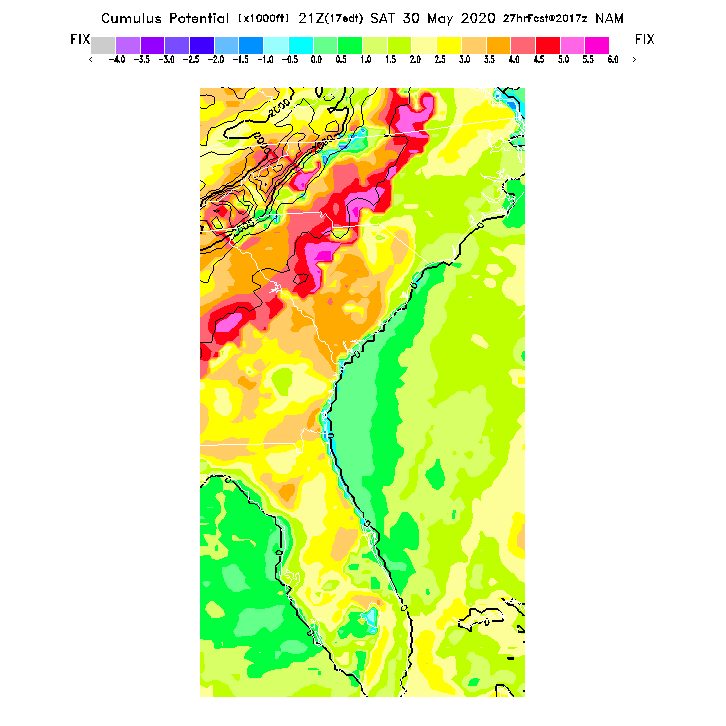 Cumulus Potential [x1000ft] 21Z(17edt) SAT 30 May 2020 27hrFcst@2017z NAM
FIX FIX
< -4.0 -3.5 -3.0 -2.5 -2.0 -1.5 -1.0 -0.5 0.0 0.5 1.0 1.5 2.0 2.5 3.0 3.5 4.0 4.5 5.0 5.5 6.0 >
2000
2000